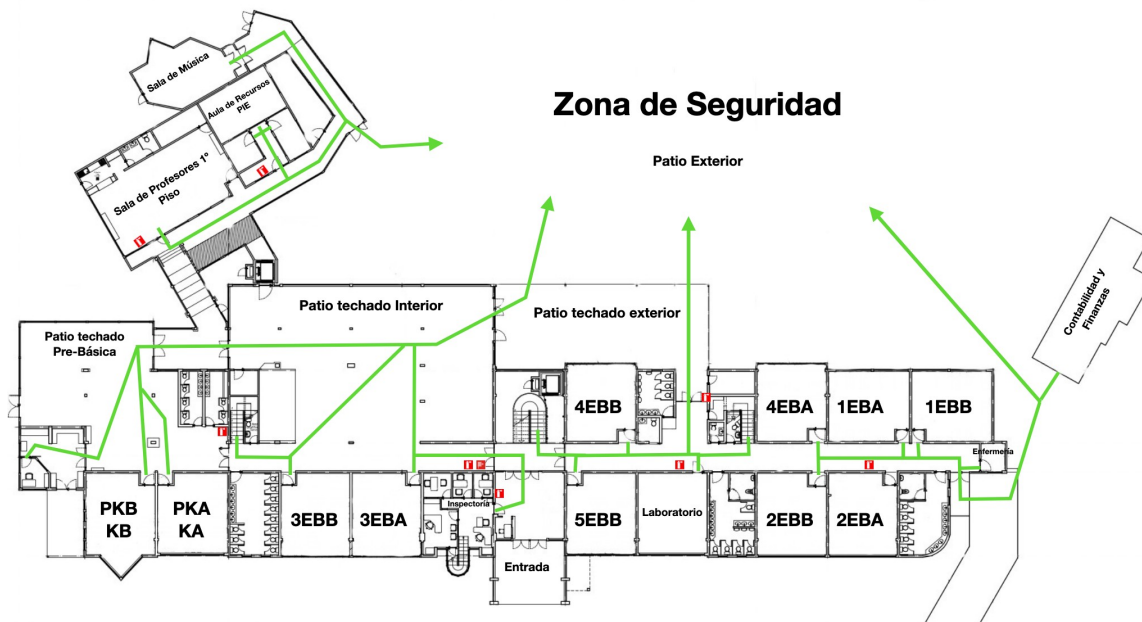 Zona de Seguridad
Patio Exterior
Sala de Música
Aula de Recursos
PIE
Sala de Profesores 1º
Piso
Contabilidad y
Finanzas
Patio techado Interior
Patio techado exterior
Patio techado
Pre-Básica
4EBB
4EBA
1EBA
1EBB
Enfermería
PKB
KB
PKA
KA
3EBB
3EBA
Inspectoría
5EBB
Laboratorio
2EBB
2EBA
Entrada